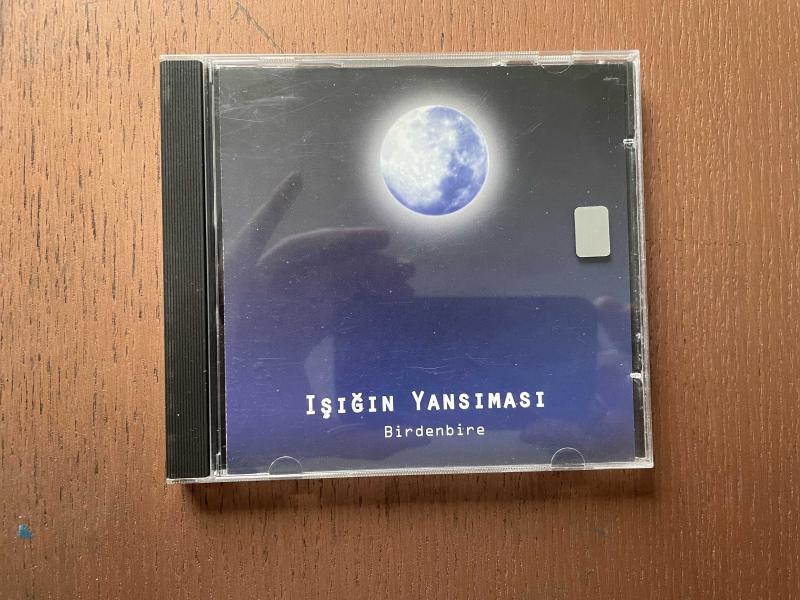 Işığın Yansıması
Birdenbire